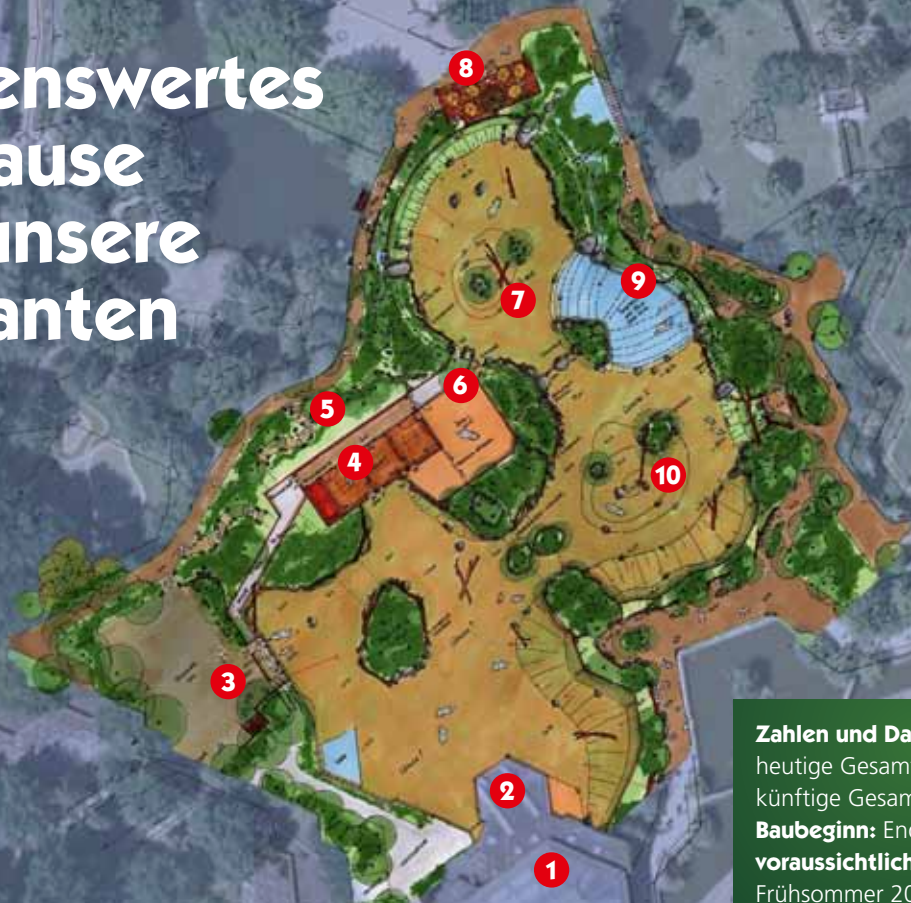 enswertes
ause
unsere
anten
8
9
7
6
5
4
10
3
2
1
Zahlen und Da
heutige Gesam
künftige Gesam
Baubeginn: End
voraussichtlich
Frühsommer 20